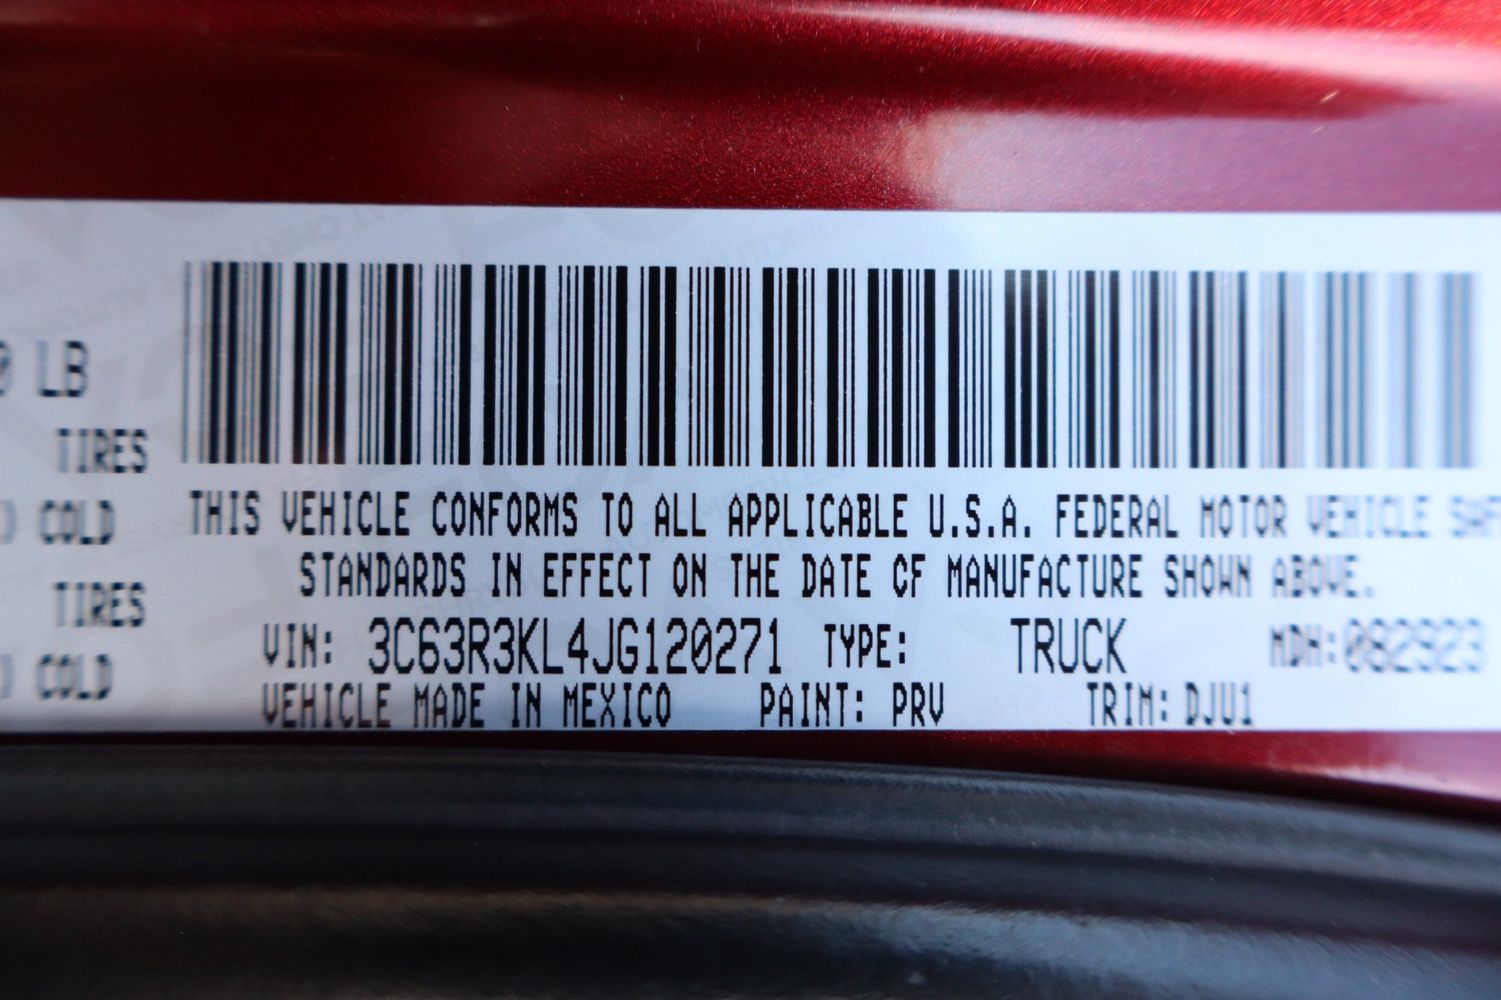 LB
TIRES
COLD
TIRES
COLD
THIS VEHICLE CONFORMS TO ALL APPLICABLE U.S.A. FEDERAL MOTOR VEHICLE
STANDARDS IN EFFECT ON THE DATE OF MANUFACTURE SHOWN ABOVE.
VIN: 3C63R3KL4JG120271 TYPE: TRUCK MDH:082923
VEHICLE MADE IN MEXICO PAINT: PRV TRIM: DJU1